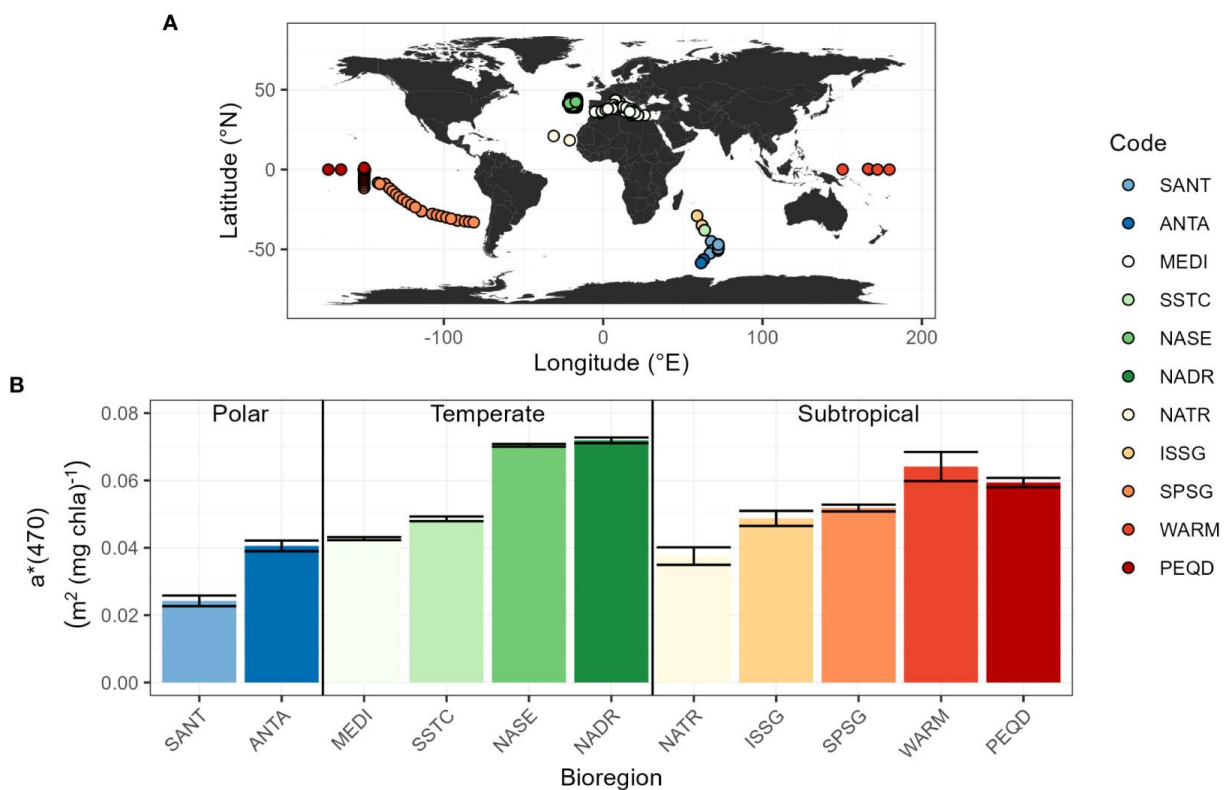 A
50
0
-50
Latitude (°N)
-100
0
100
200
Longitude (°E)
Code
SANT
ANTA
MEDI
SSTC
NASE
NADR
NATR
ISSG
SPSG
WARM
PEQD
B
Polar
Temperate
Subtropical
0.08
0.06
0.04
0.02
0.00
a*(470)
(m² (mg chla)⁻¹)
SANT
ANTA
MEDI
SSTC
NASE
NADR
NATR
ISSG
SPSG
WARM
PEQD
Bioregion